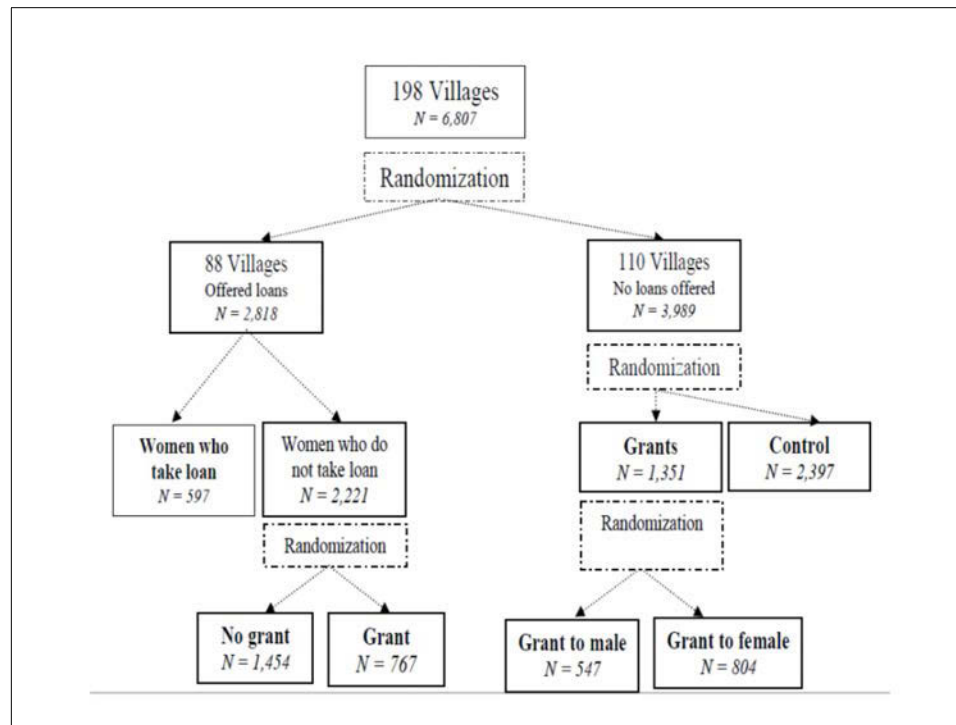 198 Villages
N = 6,807
Randomization
88 Villages
Offered loans
N = 2,818
110 Villages
No loans offered
N = 3,989
Randomization
Women who
take loan
N = 597
Women who do
not take loan
N = 2,221
Grants
N = 1,351
Control
N = 2,397
Randomization
Randomization
No grant
N = 1,454
Grant
N = 767
Grant to male
N = 547
Grant to female
N = 804